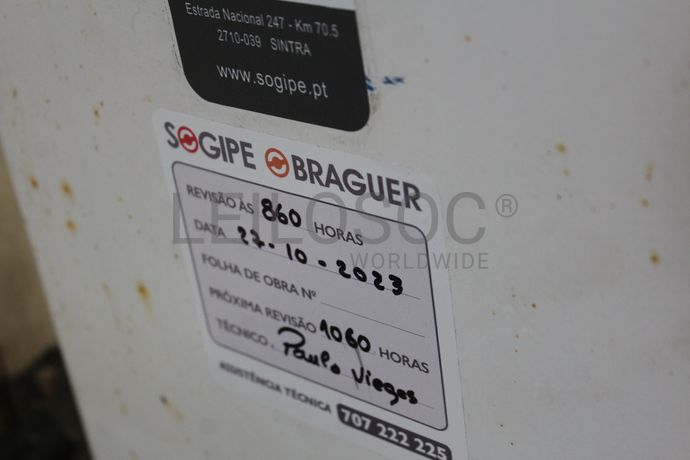 Estrada Nacional 247 - Km 70.5
2710-039 SINTRA
www.sogipe.pt
SOGIPE OBRAGUER
REVISÃO ÀS 860 HORAS
DATA 27-10-2023
FOLHA DE OBRA Nº
PRÓXIMA REVISÃO 1060 HORAS
TÉCNICO. Paulo Viegas
ASSISTÊNCIA TÉCNICA 707 222 225
LEILOSOC®
WORLDWIDE